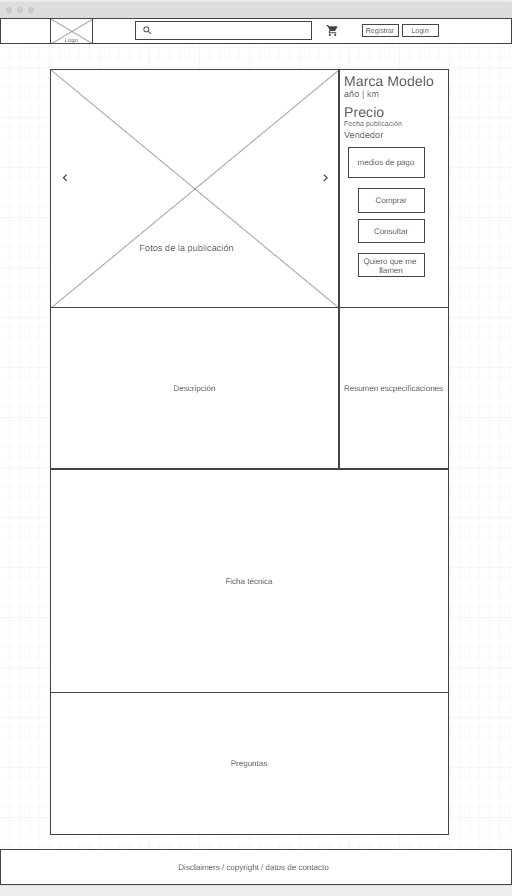 Logo
Registrar
Login
Marca Modelo
año | km
Precio
Fecha publicación
Vendedor
medios de pago
Comprar
Consultar
Quiero que me
llamen
Fotos de la publicación
Descripción
Resumen escpecificaciones
Ficha técnica
Preguntas
Disclaimers / copyright / datos de contacto